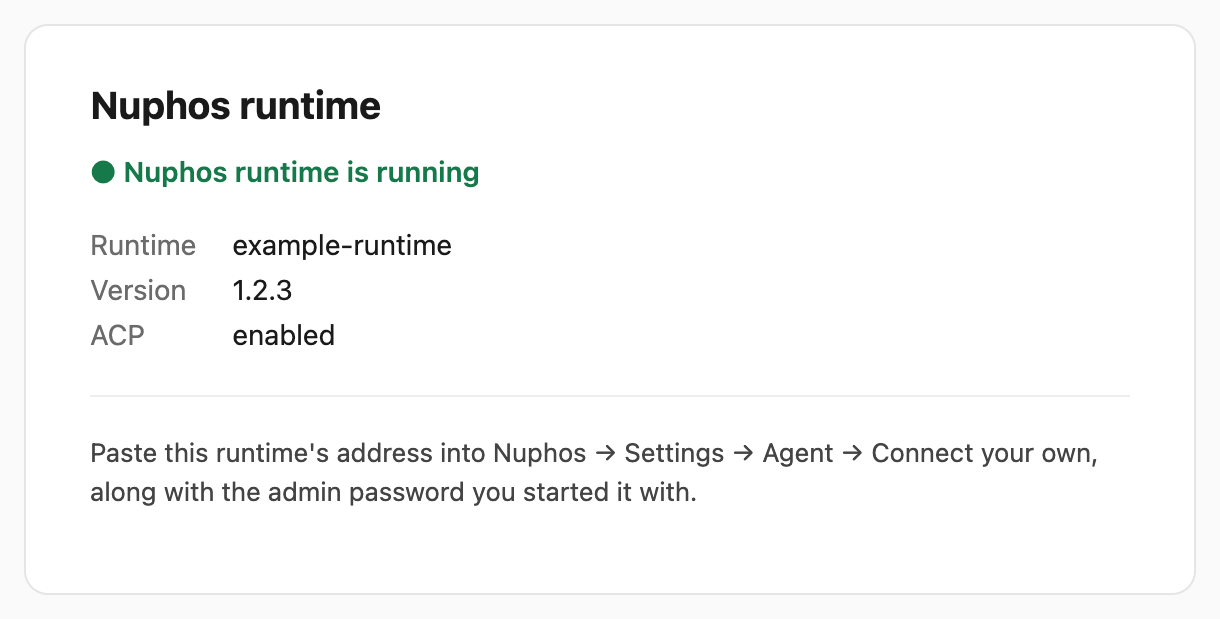 Nuphos runtime
Nuphos runtime is running
Runtime example-runtime
Version 1.2.3
ACP enabled
Paste this runtime's address into Nuphos → Settings → Agent → Connect your own,
along with the admin password you started it with.